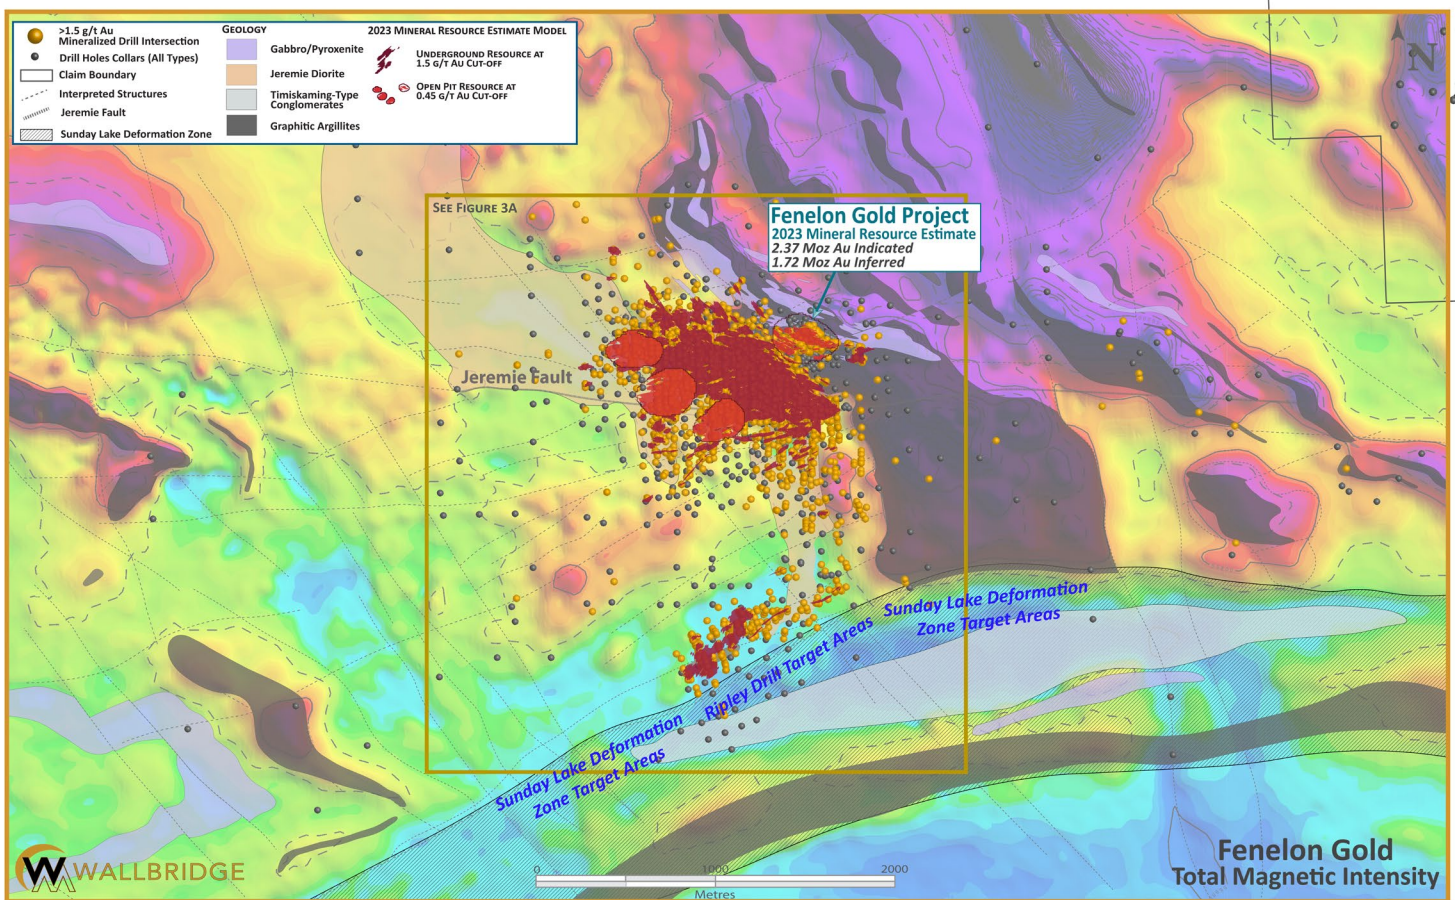 >1.5 g/t Au
Mineralized Drill Intersection
Drill Holes Collars (All Types)
Claim Boundary
Interpreted Structures
Jeremie Fault
Sunday Lake Deformation Zone
Geology
Gabbro/Pyroxenite
Jeremie Diorite
Timiskaming-Type
Conglomerates
Graphitic Argillites
2023 Mineral Resource Estimate Model
Underground Resource at
1.5 g/t Au Cut-off
Open Pit Resource at
0.45 g/t Au Cut-off
N
See Figure 3A
Fenelon Gold Project
2023 Mineral Resource Estimate
2.37 Moz Au Indicated
1.72 Moz Au Inferred
Jeremie Fault
Sunday Lake Deformation
Zone Target Areas
Ripley Drill Target Areas
Sunday Lake Deformation
Zone Target Areas
WALLBRIDGE
0 1000 2000
Metres
Fenelon Gold
Total Magnetic Intensity